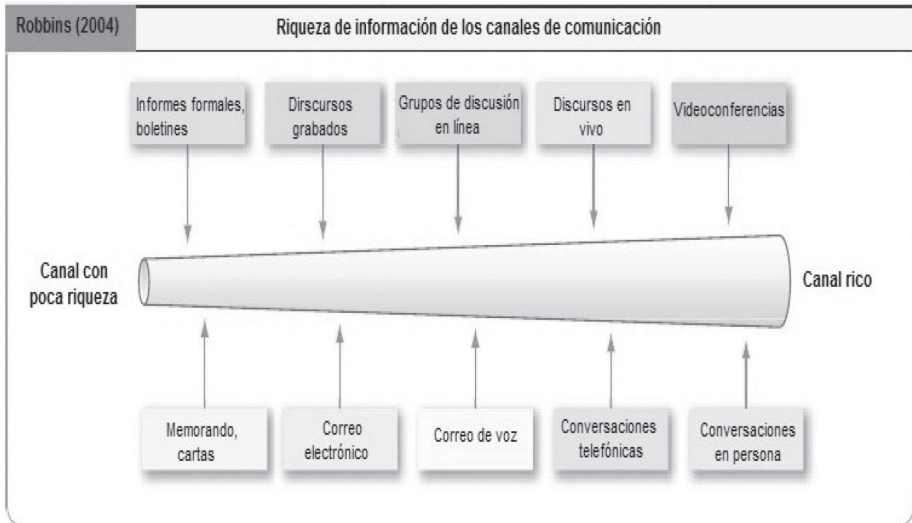 Robbins (2004)
Riqueza de información de los canales de comunicación
Informes formales,
boletines
Dirscursos
grabados
Grupos de discusión
en línea
Discursos en
vivo
Videoconferencias
Canal con
poca riqueza
Canal rico
Memorando,
cartas
Correo
electrónico
Correo de voz
Conversaciones
telefónicas
Conversaciones
en persona